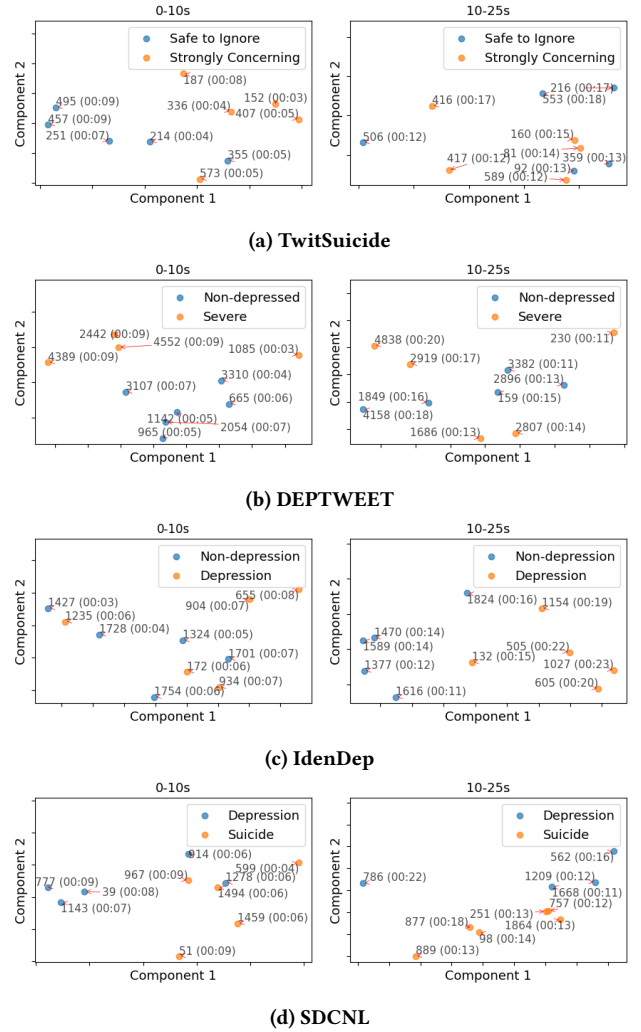 0-10s
Component 2
Safe to Ignore
Strongly Concerning
187 (00:08)
495 (00:09)
336 (00:04)
152 (00:03)
457 (00:09)
407 (00:05)
251 (00:07)
214 (00:04)
355 (00:05)
573 (00:05)
Component 1
10-25s
Component 2
Safe to Ignore
Strongly Concerning
216 (00:17)
553 (00:18)
416 (00:17)
506 (00:12)
160 (00:15)
81 (00:14)
417 (00:12)
359 (00:13)
92 (00:13)
589 (00:12)
Component 1
(a) TwitSuicide
0-10s
Component 2
Non-depressed
Severe
2442 (00:09)
4552 (00:09)
4389 (00:09)
1085 (00:03)
3107 (00:07)
3310 (00:04)
665 (00:06)
1142 (00:05)
2054 (00:07)
965 (00:05)
Component 1
10-25s
Component 2
Non-depressed
Severe
230 (00:11)
4838 (00:20)
2919 (00:17)
3382 (00:11)
2896 (00:13)
159 (00:15)
1849 (00:16)
4158 (00:18)
1686 (00:13)
2807 (00:14)
Component 1
(b) DEPTWEET
0-10s
Component 2
Non-depression
Depression
655 (00:08)
904 (00:07)
1427 (00:03)
1235 (00:06)
1728 (00:04)
1324 (00:05)
1701 (00:07)
172 (00:06)
934 (00:07)
1754 (00:06)
Component 1
10-25s
Component 2
Non-depression
Depression
1824 (00:16)
1154 (00:19)
1470 (00:14)
1589 (00:14)
505 (00:22)
132 (00:15)
1377 (00:12)
1027 (00:23)
605 (00:20)
1616 (00:11)
Component 1
(c) IdenDep
0-10s
Component 2
Depression
Suicide
914 (00:06)
599 (00:04)
967 (00:09)
1278 (00:06)
777 (00:09)
39 (00:08)
1494 (00:06)
1143 (00:07)
1459 (00:06)
51 (00:09)
Component 1
10-25s
Component 2
Depression
Suicide
562 (00:16)
786 (00:22)
1209 (00:12)
1668 (00:11)
757 (00:12)
251 (00:13)
877 (00:18)
1864 (00:13)
98 (00:14)
889 (00:13)
Component 1
(d) SDCNL